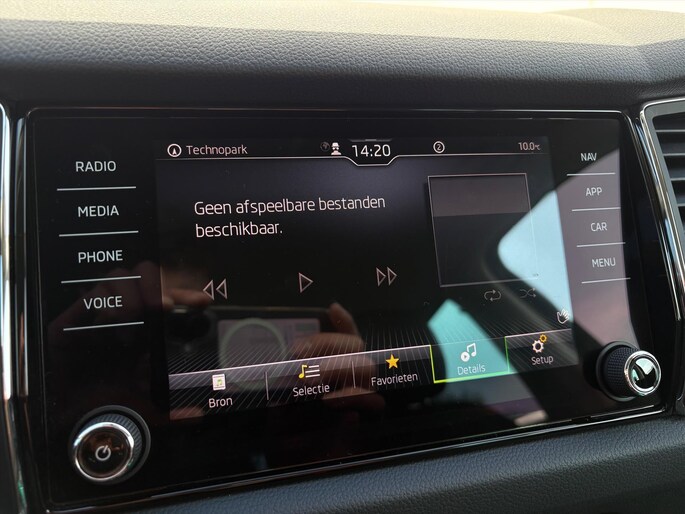 Technopark
14:20
2
10.0°C
RADIO
MEDIA
PHONE
VOICE
Geen afspeelbare bestanden
beschikbaar.
NAV
APP
CAR
MENU
Bron
Selectie
Favorieten
Details
Setup